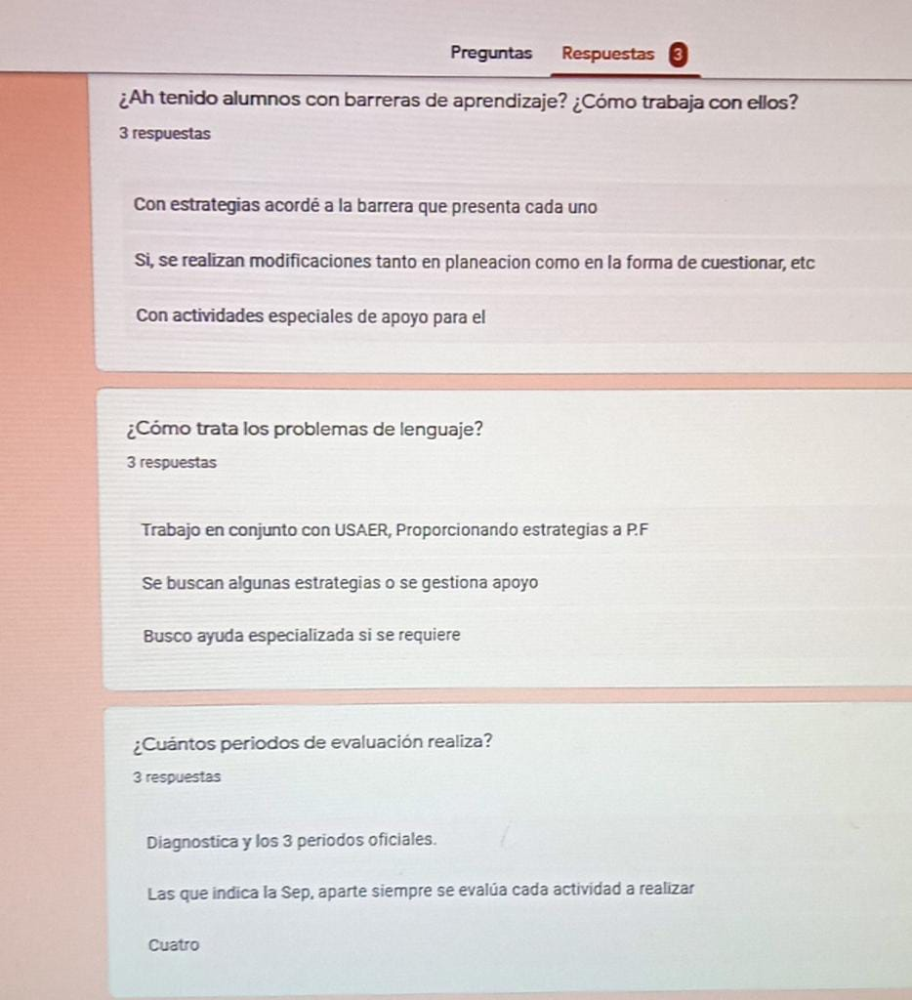 Preguntas Respuestas 3
¿Ah tenido alumnos con barreras de aprendizaje? ¿Cómo trabaja con ellos?
3 respuestas
Con estrategias acordé a la barrera que presenta cada uno
Si, se realizan modificaciones tanto en planeacion como en la forma de cuestionar, etc
Con actividades especiales de apoyo para el
¿Cómo trata los problemas de lenguaje?
3 respuestas
Trabajo en conjunto con USAER, Proporcionando estrategias a P.F
Se buscan algunas estrategias o se gestiona apoyo
Busco ayuda especializada si se requiere
¿Cuántos periodos de evaluación realiza?
3 respuestas
Diagnostica y los 3 periodos oficiales.
Las que indica la Sep, aparte siempre se evalúa cada actividad a realizar
Cuatro